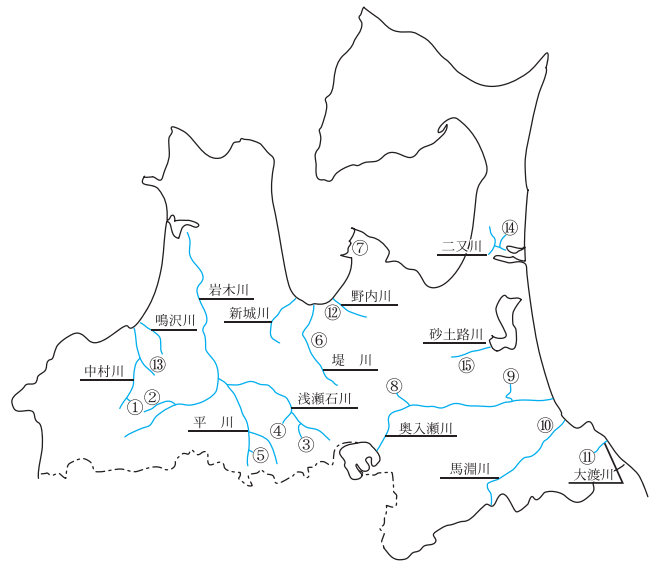 ⑭
二又川
⑦
岩木川
野内川
新城川
⑫
鳴沢川
砂土路川
⑥
⑬
⑮
堤　川
中村川
⑧
⑨
②
①
浅瀬石川
④
平　川
③
奥入瀬川
⑩
⑤
⑪
馬淵川
大渡川